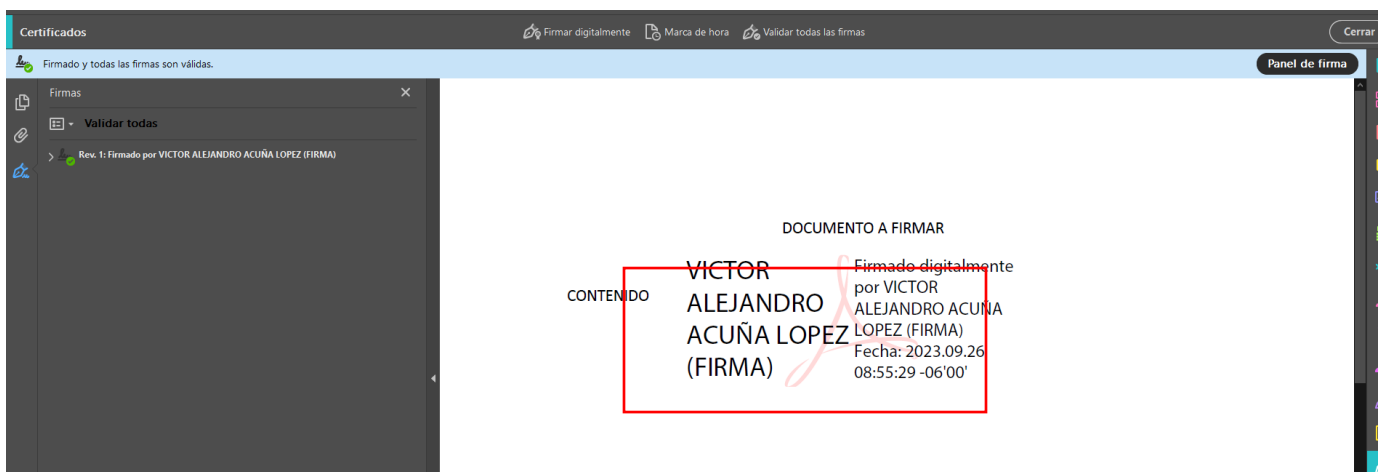 Certificados
Firmar digitalmente
Marca de hora
Validar todas las firmas
Cerrar
Firmado y todas las firmas son válidas.
Panel de firma
Firmas
Validar todas
Rev. 1: Firmado por VICTOR ALEJANDRO ACUÑA LOPEZ (FIRMA)
DOCUMENTO A FIRMAR
CONTENIDO
VICTOR
ALEJANDRO
ACUÑA LOPEZ
(FIRMA)
Firmado digitalmente
por VICTOR
ALEJANDRO ACUÑA
LOPEZ (FIRMA)
Fecha: 2023.09.26
08:55:29 -06'00'